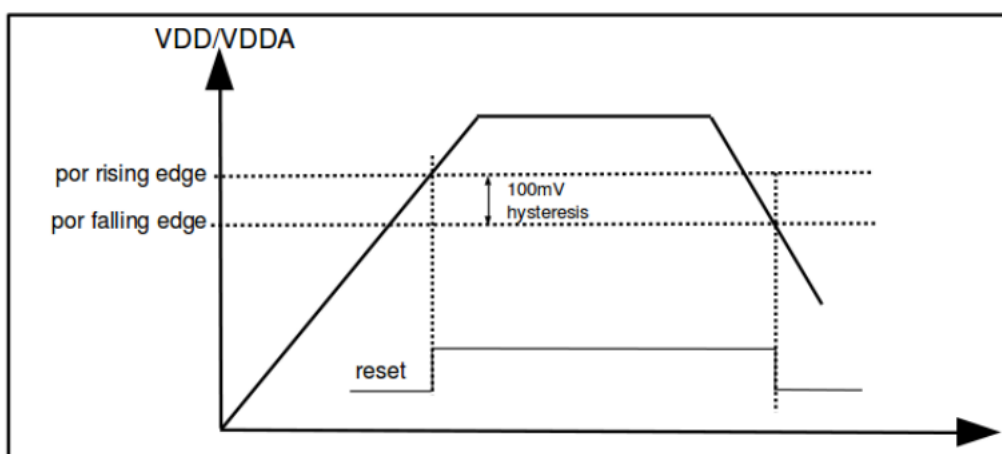 VDD/VDDA
por rising edge
100mV
hysteresis
por falling edge
reset